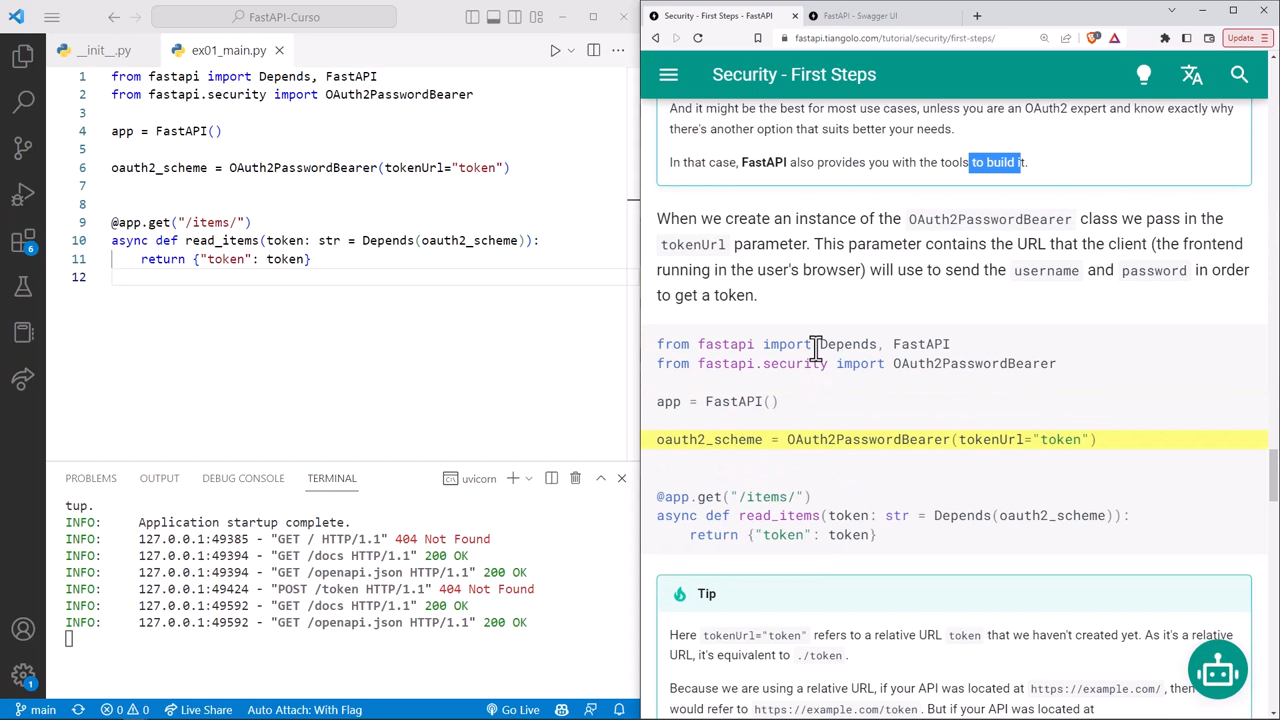 FastAPI-Curso
__init__.py
ex01_main.py
1 from fastapi import Depends, FastAPI
2 from fastapi.security import OAuth2PasswordBearer
3
4 app = FastAPI()
5
6 oauth2_scheme = OAuth2PasswordBearer(tokenUrl="token")
7
8
9 @app.get("/items/")
10 async def read_items(token: str = Depends(oauth2_scheme)):
11 return {"token": token}
12
6
PROBLEMS OUTPUT DEBUG CONSOLE TERMINAL uvicorn
tup.
INFO: Application startup complete.
INFO: 127.0.0.1:49385 - "GET / HTTP/1.1" 404 Not Found
INFO: 127.0.0.1:49394 - "GET /docs HTTP/1.1" 200 OK
INFO: 127.0.0.1:49394 - "GET /openapi.json HTTP/1.1" 200 OK
INFO: 127.0.0.1:49424 - "POST /token HTTP/1.1" 404 Not Found
INFO: 127.0.0.1:49592 - "GET /docs HTTP/1.1" 200 OK
INFO: 127.0.0.1:49592 - "GET /openapi.json HTTP/1.1" 200 OK
1
main 0 0 Live Share Auto Attach: With Flag Go Live
Security - First Steps - FastAPI
FastAPI - Swagger UI
fastapi.tiangolo.com/tutorial/security/first-steps/
Update
Security - First Steps
And it might be the best for most use cases, unless you are an OAuth2 expert and know exactly why
there's another option that suits better your needs.
In that case, FastAPI also provides you with the tools to build it.
When we create an instance of the OAuth2PasswordBearer class we pass in the
tokenUrl parameter. This parameter contains the URL that the client (the frontend
running in the user's browser) will use to send the username and password in order
to get a token.
from fastapi import Depends, FastAPI
from fastapi.security import OAuth2PasswordBearer
app = FastAPI()
oauth2_scheme = OAuth2PasswordBearer(tokenUrl="token")
@app.get("/items/")
async def read_items(token: str = Depends(oauth2_scheme)):
return {"token": token}
Tip
Here tokenUrl="token" refers to a relative URL token that we haven't created yet. As it's a relative
URL, it's equivalent to ./token.
Because we are using a relative URL, if your API was located at https://example.com/, then
would refer to https://example.com/token. But if your API was located at